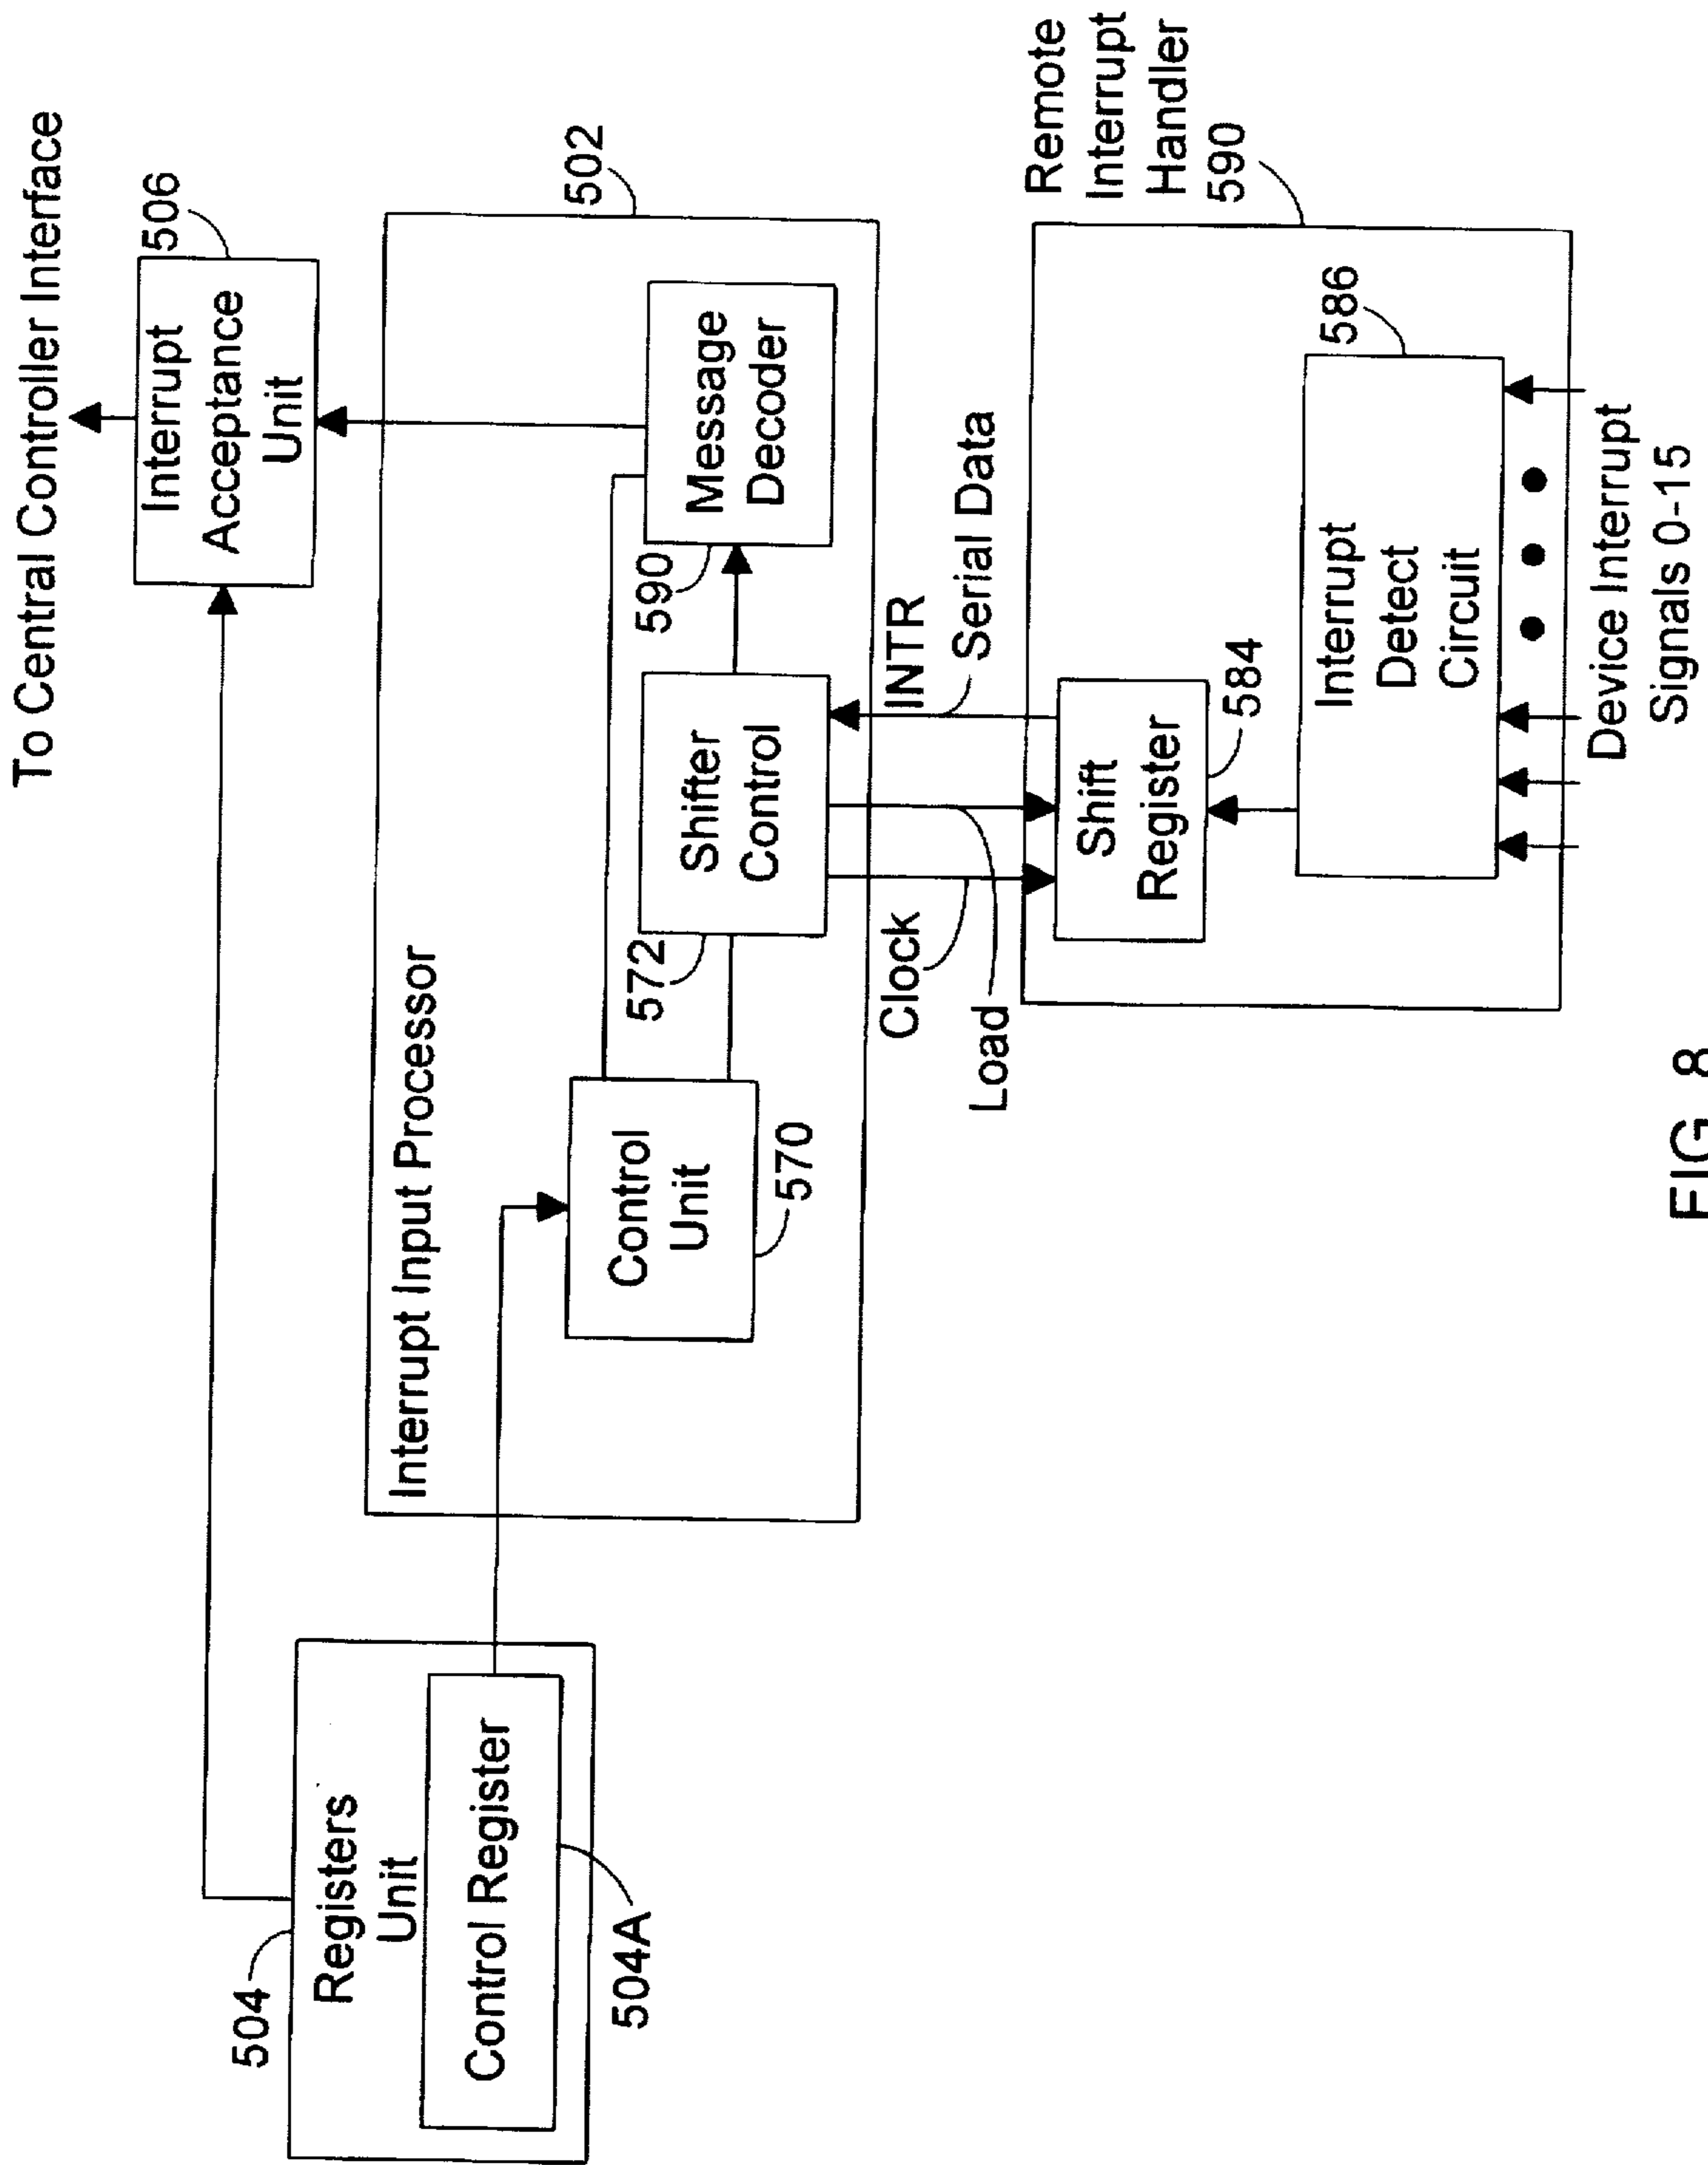 To Central Controller Interface
506
Interrupt
Acceptance
Unit
502
Interrupt Input Processor
504
Registers
Unit
Control Register
504A
Control
Unit
570
572
Shifter
Control
590
Message
Decoder
INTR
Serial Data
Clock
Load
Remote
Interrupt
Handler
590
Shift
Register
584
586
Interrupt
Detect
Circuit
Device Interrupt
Signals 0-15
FIG. 8